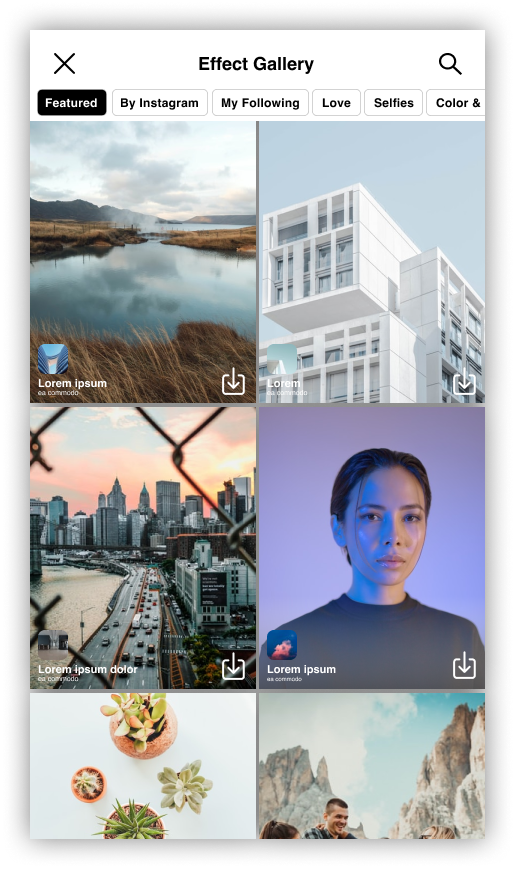 Effect Gallery
Featured
By Instagram
My Following
Love
Selfies
Color &
Lorem ipsum
ea commodo
Lorem
ea commodo
Lorem ipsum dolor
ea commodo
Lorem ipsum
ea commodo